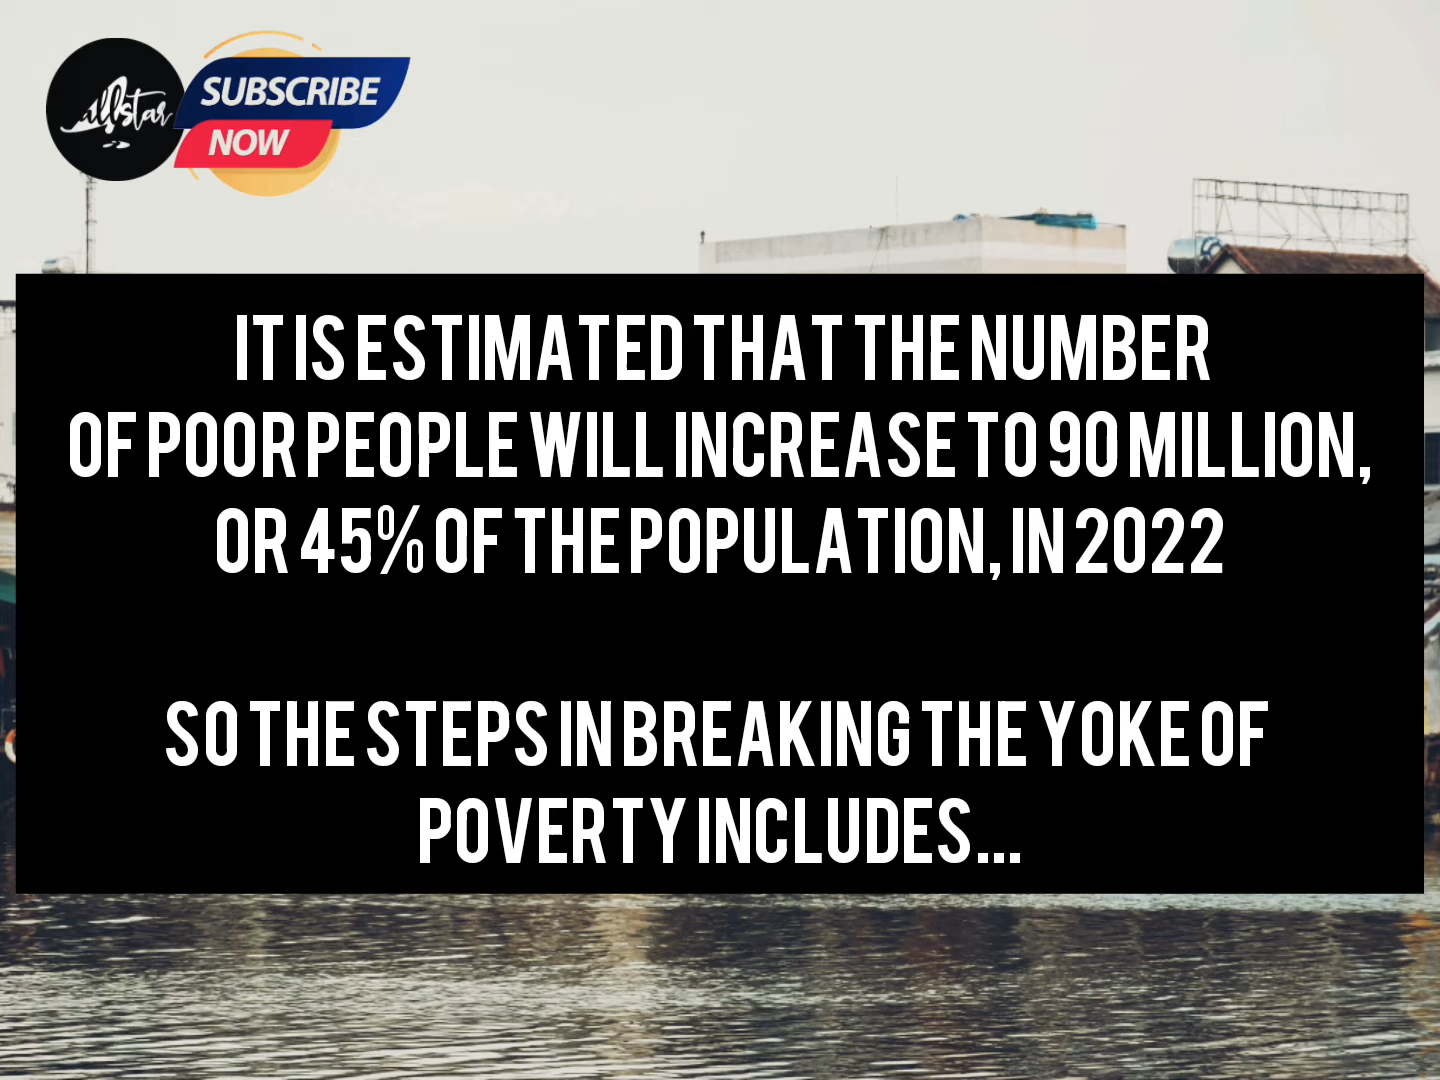 allstar
SUBSCRIBE
NOW
IT IS ESTIMATED THAT THE NUMBER
OF POOR PEOPLE WILL INCREASE TO 90 MILLION,
OR 45% OF THE POPULATION, IN 2022
SO THE STEPS IN BREAKING THE YOKE OF
POVERTY INCLUDES...